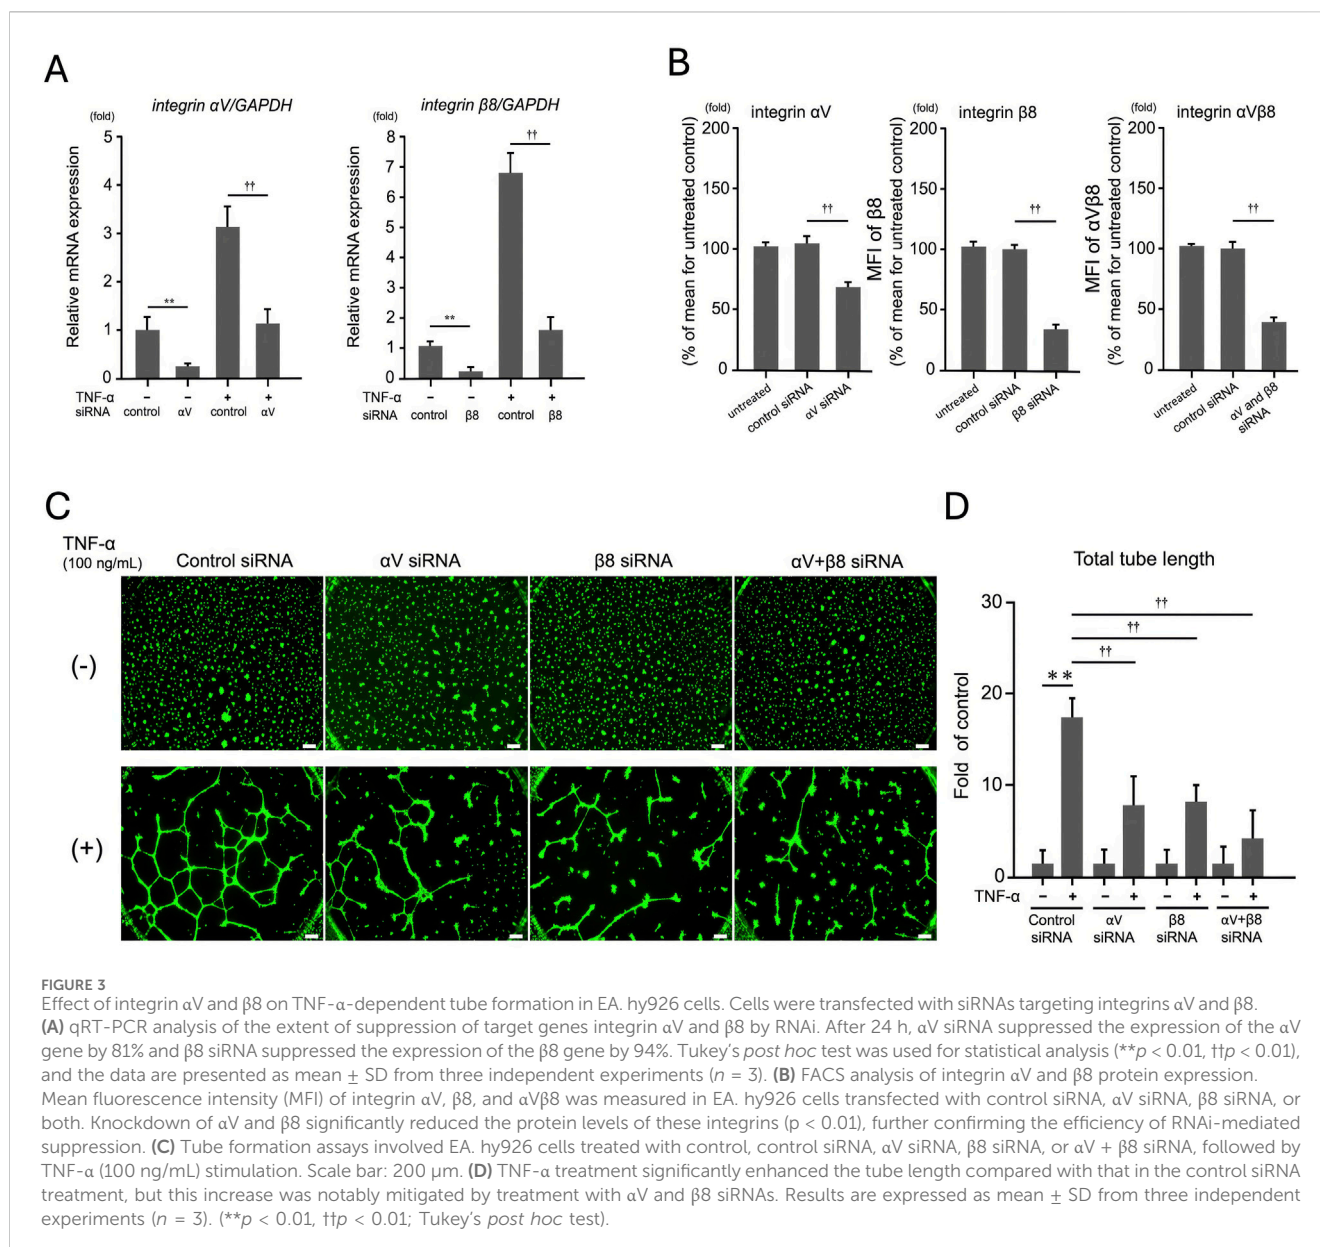 A
B
integrin αV/GAPDH
(fold)
Relative mRNA expression
5
4
3
2
1
0
††
**
TNF-α − − + +
siRNA control αV control αV
integrin β8/GAPDH
(fold)
Relative mRNA expression
8
7
6
5
4
3
2
1
0
††
**
TNF-α − − + +
siRNA control β8 control β8
(fold)
integrin αV
(% of mean for untreated control)
200
150
100
50
0
††
untreated
control siRNA
αV siRNA
(fold)
integrin β8
MFI of β8
(% of mean for untreated control)
200
150
100
50
0
††
untreated
control siRNA
β8 siRNA
(fold)
integrin αVβ8
MFI of αVβ8
(% of mean for untreated control)
200
150
100
50
0
††
untreated
control siRNA
αV and β8
siRNA
C
TNF-α
(100 ng/mL)
Control siRNA
αV siRNA
β8 siRNA
αV+β8 siRNA
(-)
(+)
D
Total tube length
Fold of control
30
20
10
0
††
††
††
**
TNF-α − + − + − + − +
Control
siRNA
αV
siRNA
β8
siRNA
αV+β8
siRNA
FIGURE 3
Effect of integrin αV and β8 on TNF-α-dependent tube formation in EA. hy926 cells. Cells were transfected with siRNAs targeting integrins αV and β8.
(A) qRT-PCR analysis of the extent of suppression of target genes integrin αV and β8 by RNAi. After 24 h, αV siRNA suppressed the expression of the αV
gene by 81% and β8 siRNA suppressed the expression of the β8 gene by 94%. Tukey's post hoc test was used for statistical analysis (**p < 0.01, ††p < 0.01),
and the data are presented as mean ± SD from three independent experiments (n = 3). (B) FACS analysis of integrin αV and β8 protein expression.
Mean fluorescence intensity (MFI) of integrin αV, β8, and αVβ8 was measured in EA. hy926 cells transfected with control siRNA, αV siRNA, β8 siRNA, or
both. Knockdown of αV and β8 significantly reduced the protein levels of these integrins (p < 0.01), further confirming the efficiency of RNAi-mediated
suppression. (C) Tube formation assays involved EA. hy926 cells treated with control, control siRNA, αV siRNA, β8 siRNA, or αV + β8 siRNA, followed by
TNF-α (100 ng/mL) stimulation. Scale bar: 200 μm. (D) TNF-α treatment significantly enhanced the tube length compared with that in the control siRNA
treatment, but this increase was notably mitigated by treatment with αV and β8 siRNAs. Results are expressed as mean ± SD from three independent
experiments (n = 3). (**p < 0.01, ††p < 0.01; Tukey's post hoc test).